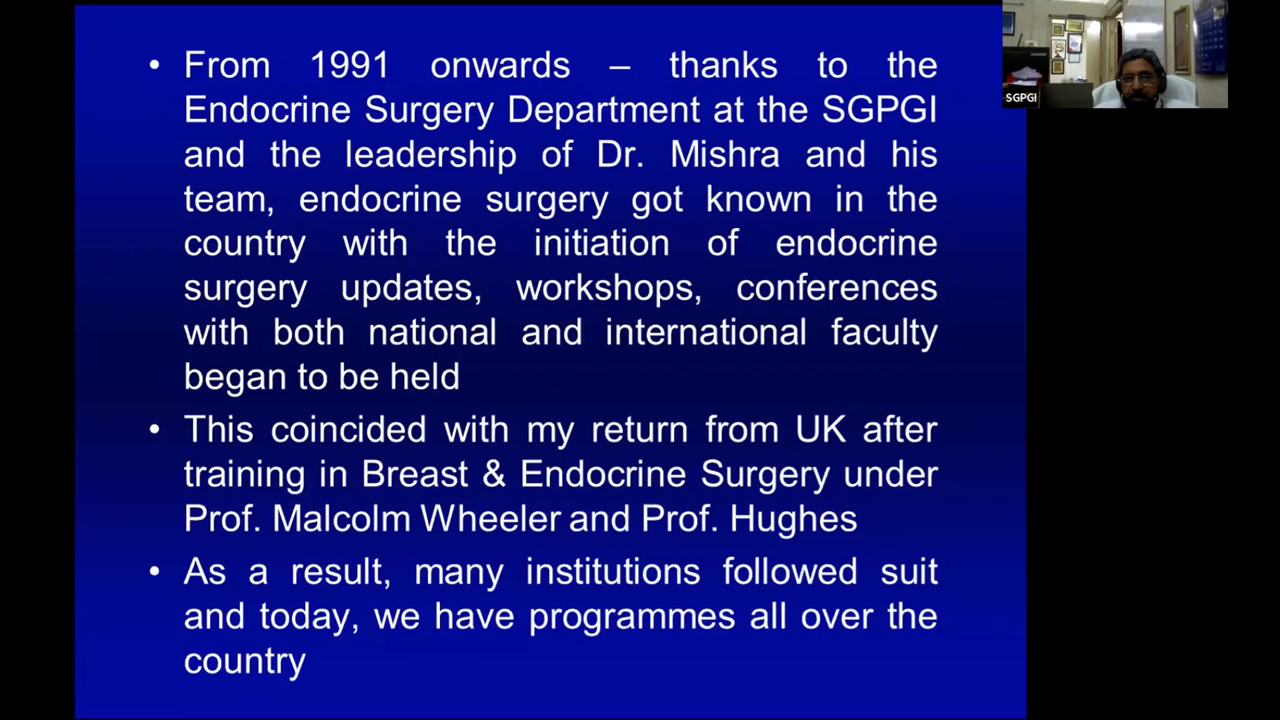 • From 1991 onwards – thanks to the
Endocrine Surgery Department at the SGPGI
and the leadership of Dr. Mishra and his
team, endocrine surgery got known in the
country with the initiation of endocrine
surgery updates, workshops, conferences
with both national and international faculty
began to be held
• This coincided with my return from UK after
training in Breast & Endocrine Surgery under
Prof. Malcolm Wheeler and Prof. Hughes
• As a result, many institutions followed suit
and today, we have programmes all over the
country
SGPGI